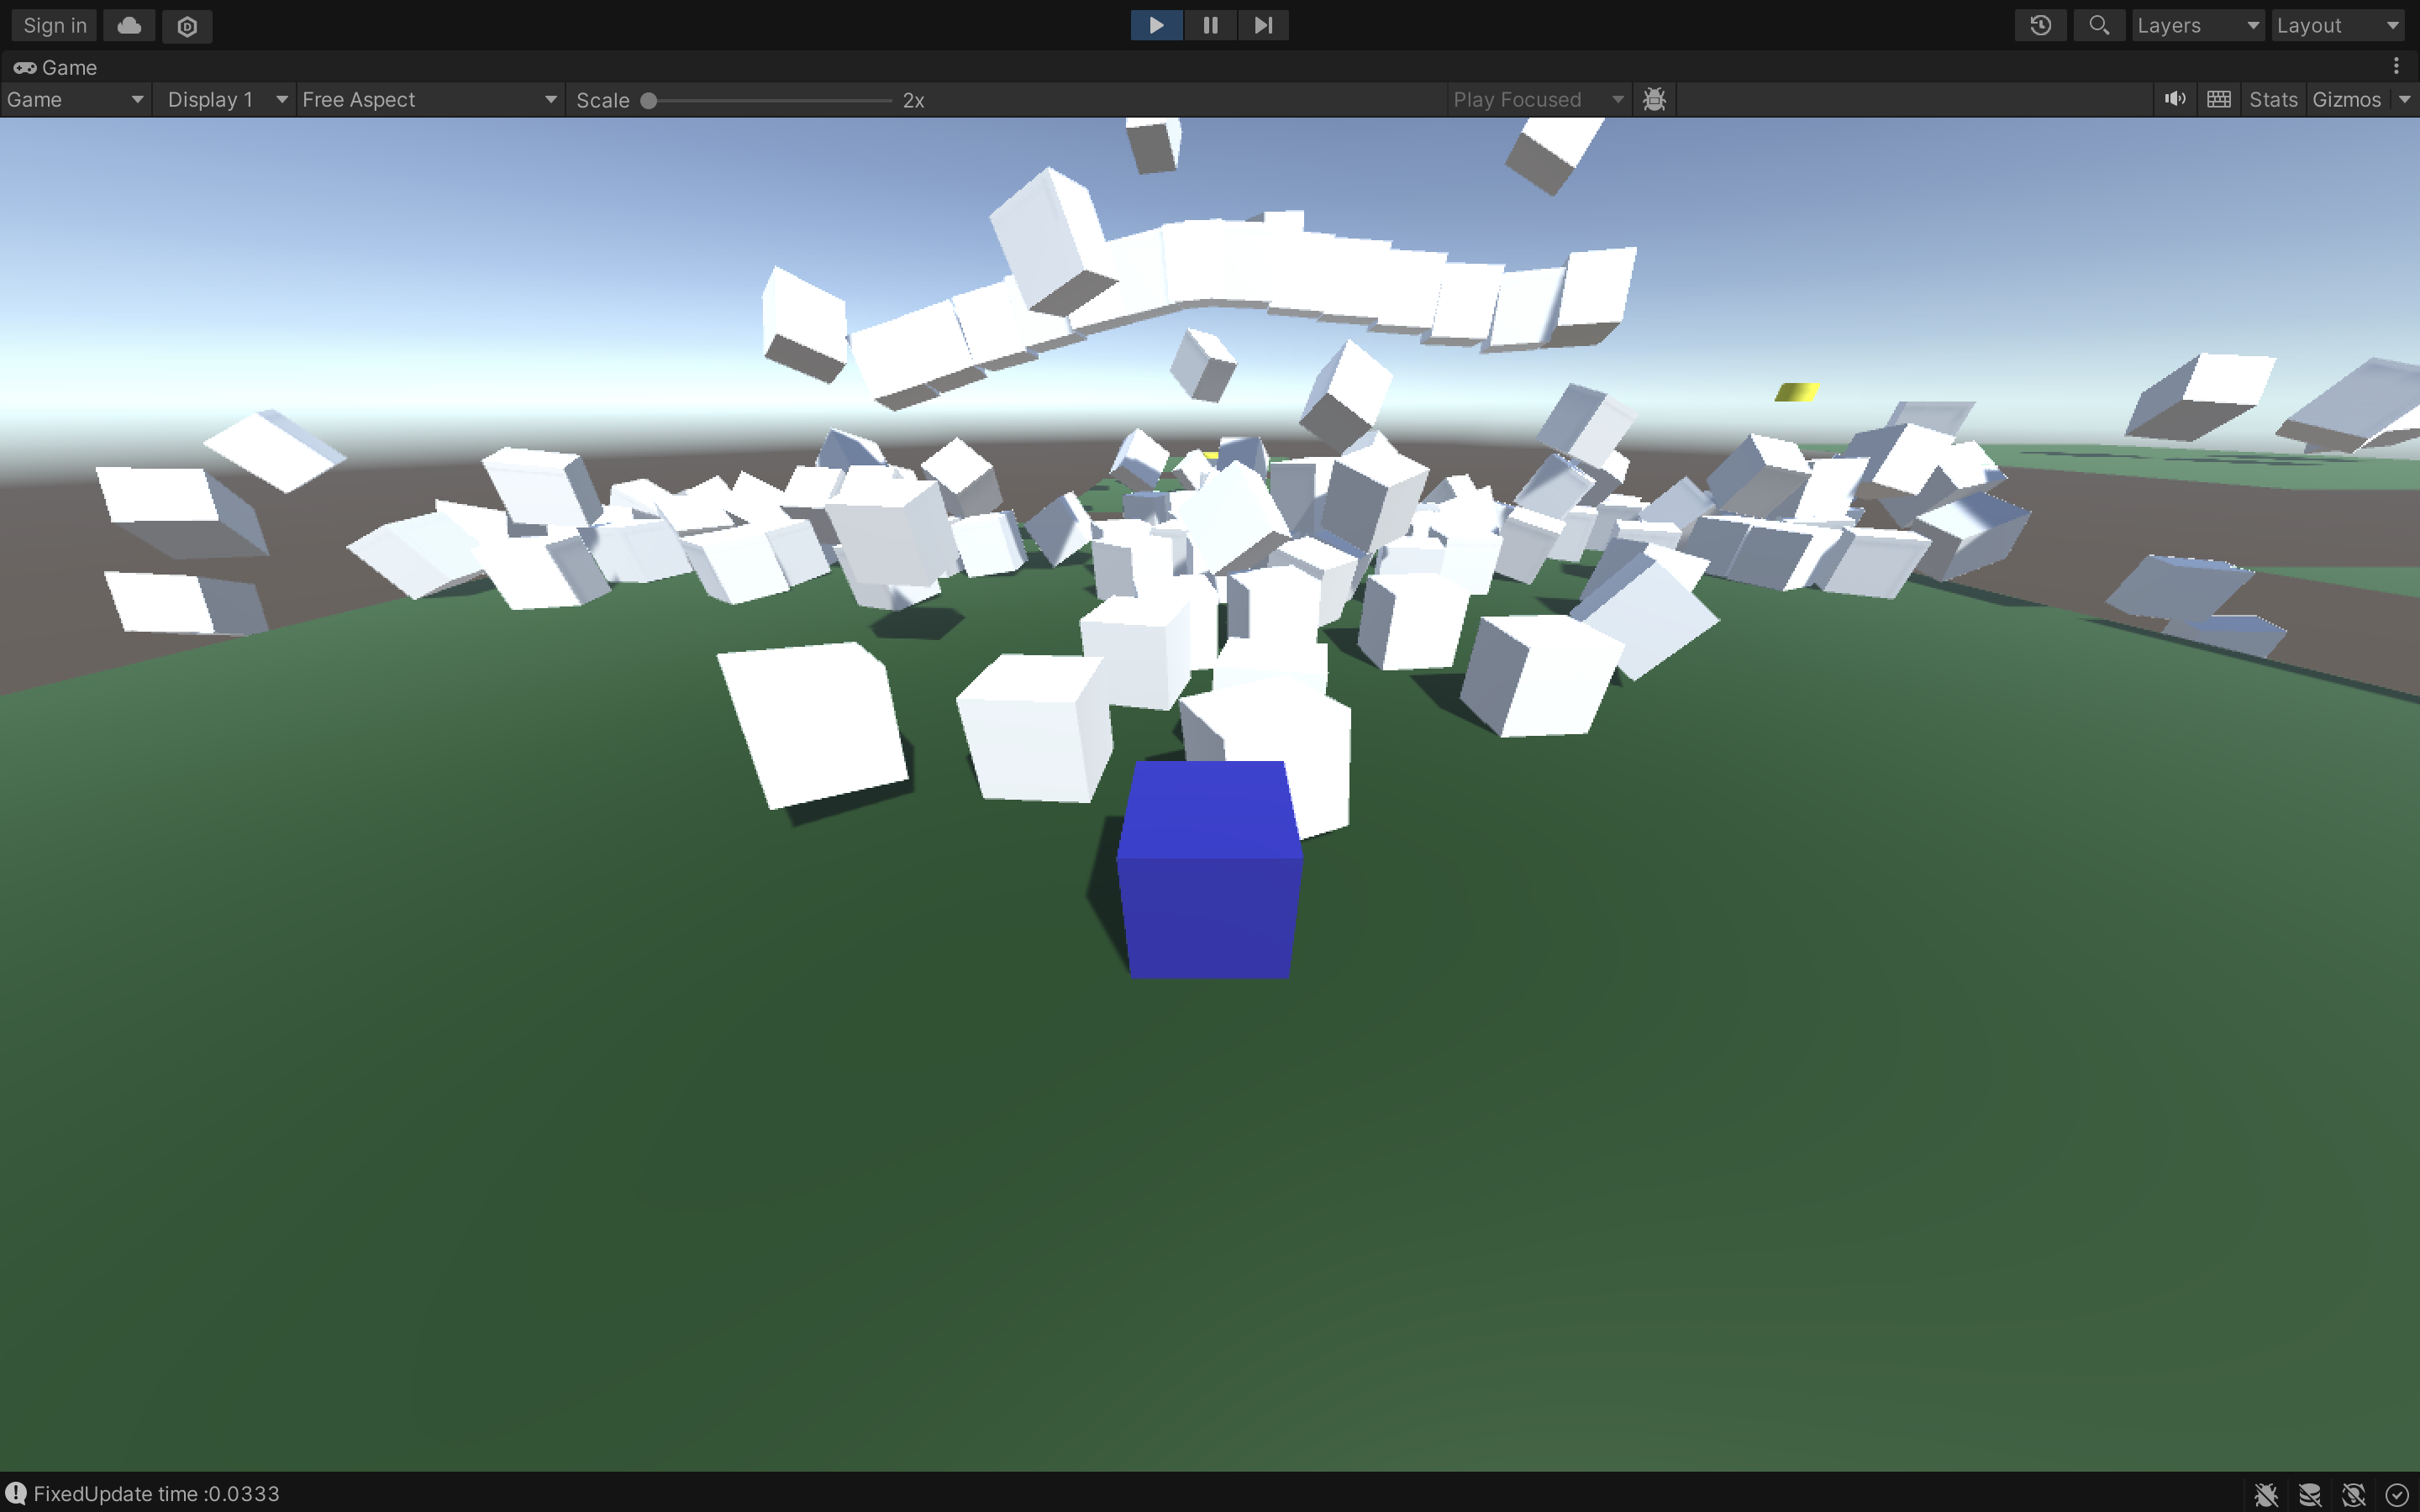 Sign in
Layers
Layout
Game
Game
Display 1
Free Aspect
Scale
2x
Play Focused
Stats
Gizmos
FixedUpdate time :0.0333